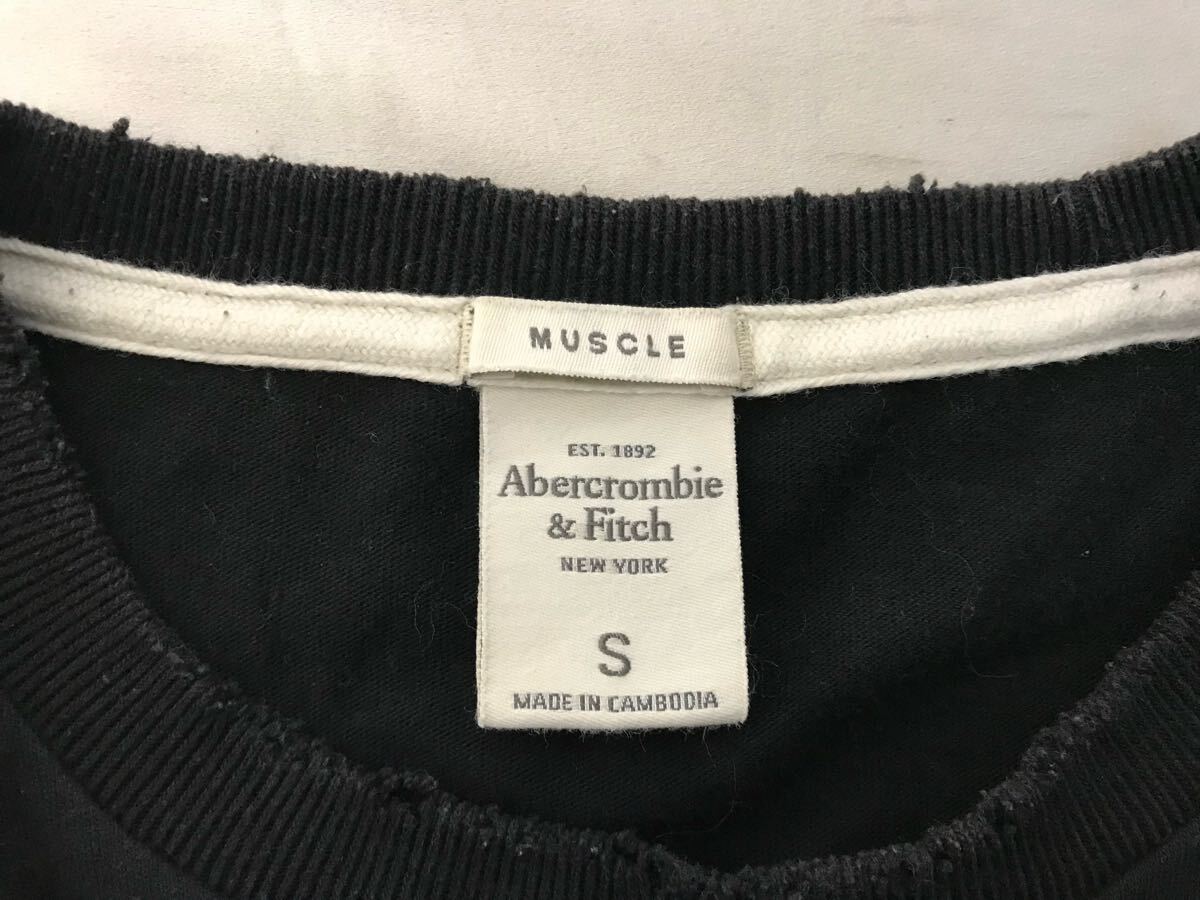 MUSCLE
EST. 1892
Abercrombie
& Fitch
NEW YORK
S
MADE IN CAMBODIA